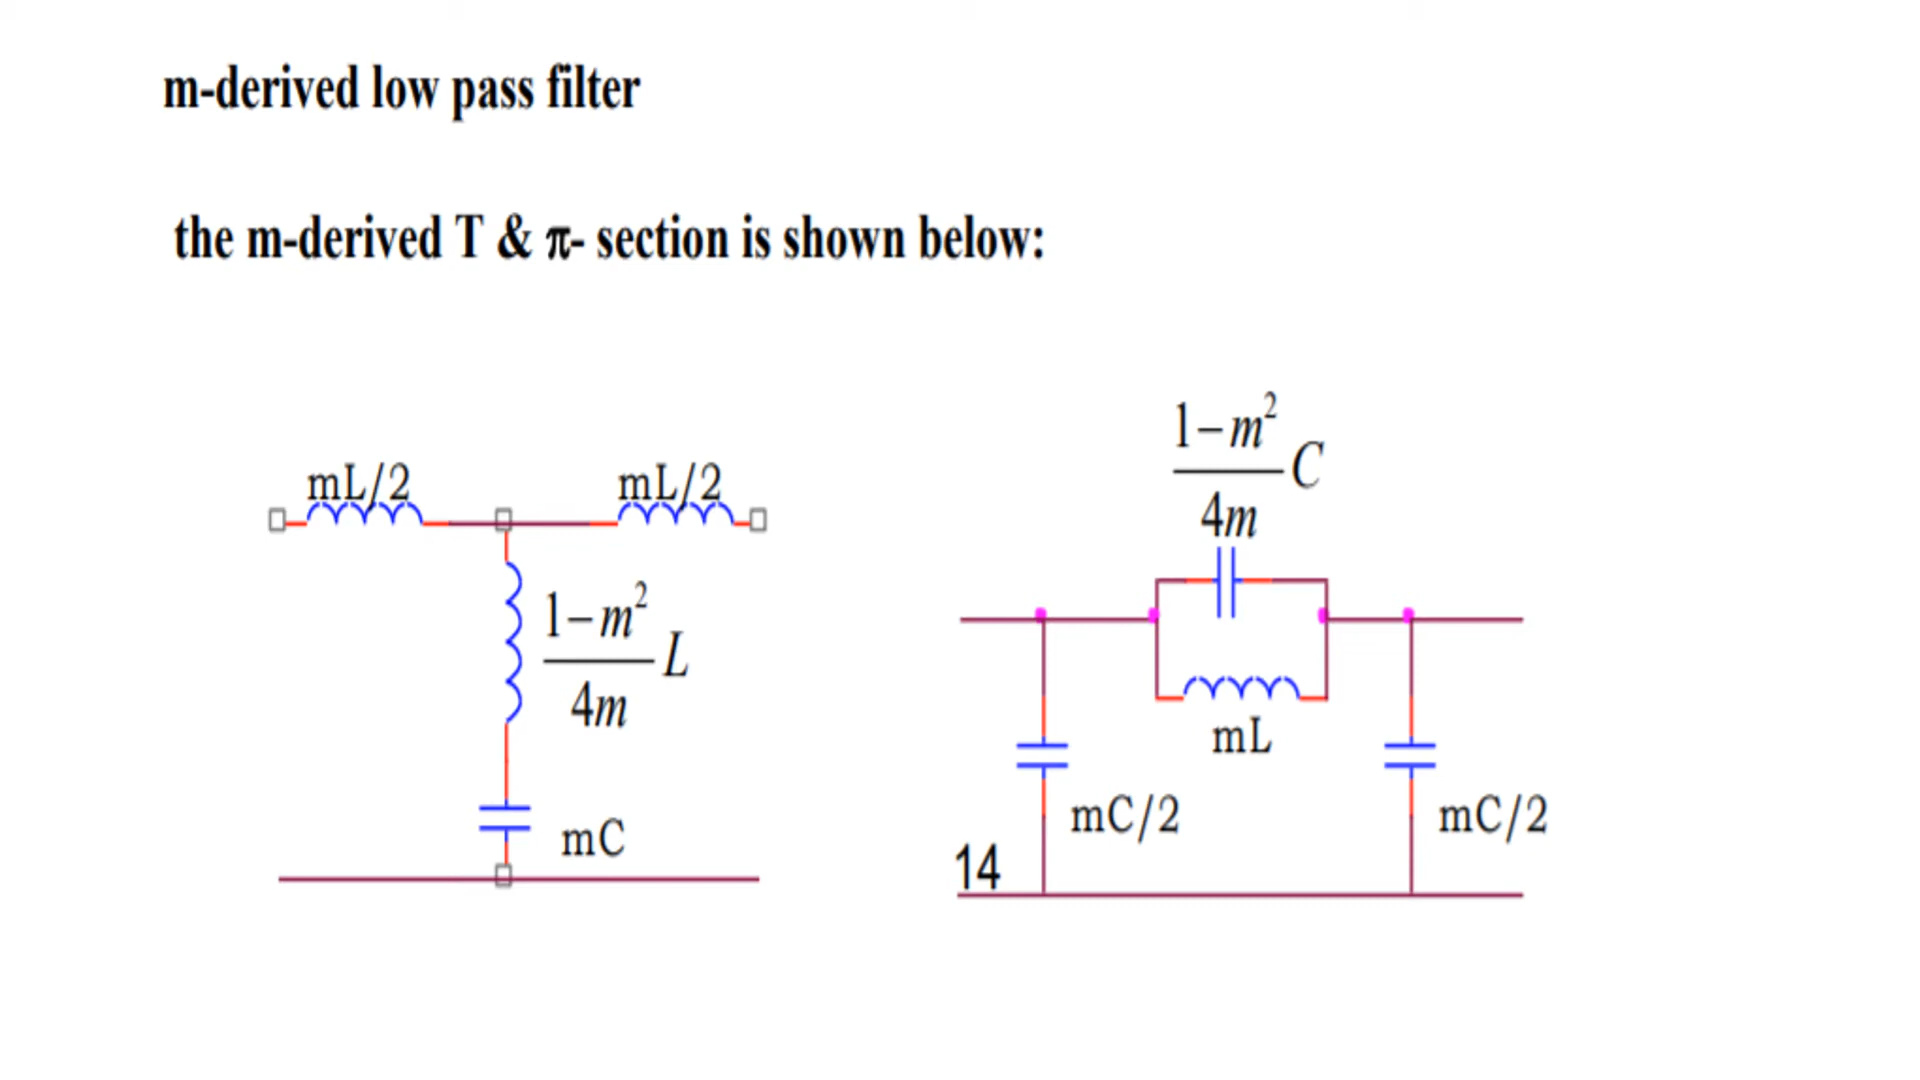 m-derived low pass filter
the m-derived T & π- section is shown below:
mL/2
mL/2
1−m²
4m
L
mC
1−m²
4m
C
mL
mC/2
mC/2
14